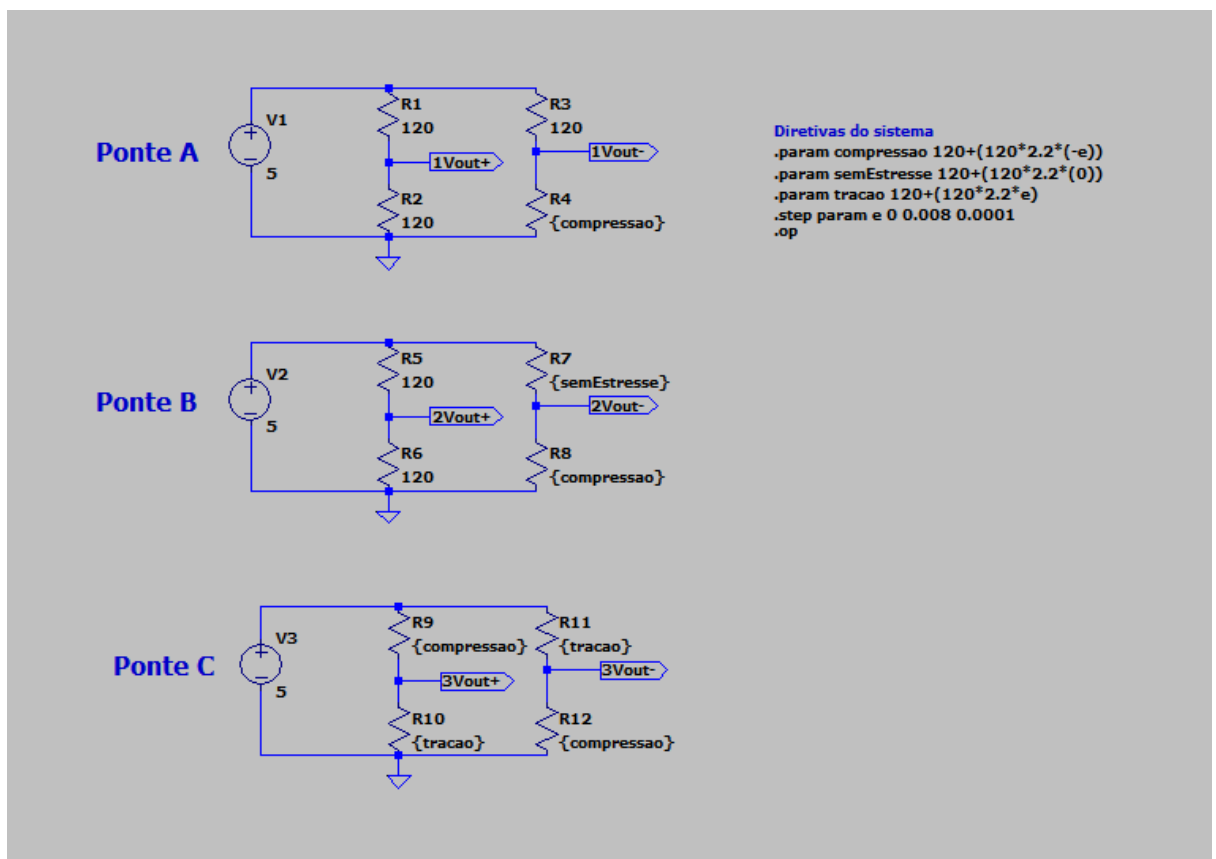 Ponte A
V1
5
R1
120
1Vout+
R2
120
R3
120
1Vout-
R4
{compressao}
Diretivas do sistema
.param compressao 120+(120*2.2*(-e))
.param semEstresse 120+(120*2.2*(0))
.param tracao 120+(120*2.2*e)
.step param e 0 0.008 0.0001
.op
Ponte B
V2
5
R5
120
2Vout+
R6
120
R7
{semEstresse}
2Vout-
R8
{compressao}
Ponte C
V3
5
R9
{compressao}
3Vout+
R10
{tracao}
R11
{tracao}
3Vout-
R12
{compressao}